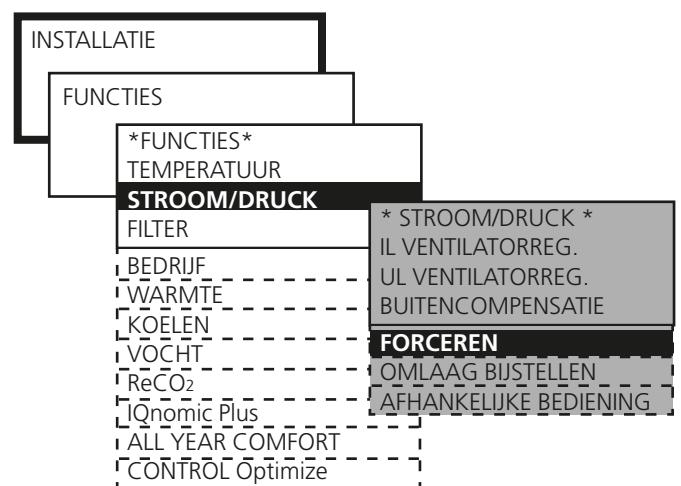 INSTALLATIE
FUNCTIES
*FUNCTIES*
TEMPERATUUR
STROOM/DRUCK
FILTER
BEDRIJF
WARMTE
KOELEN
VOCHT
ReCO2
IQnomic Plus
ALL YEAR COMFORT
CONTROL Optimize
* STROOM/DRUCK *
IL VENTILATORREG.
UL VENTILATORREG.
BUITENCOMPENSATIE
FORCEREN
OMLAAG BIJSTELLEN
AFHANKELIJKE BEDIENING